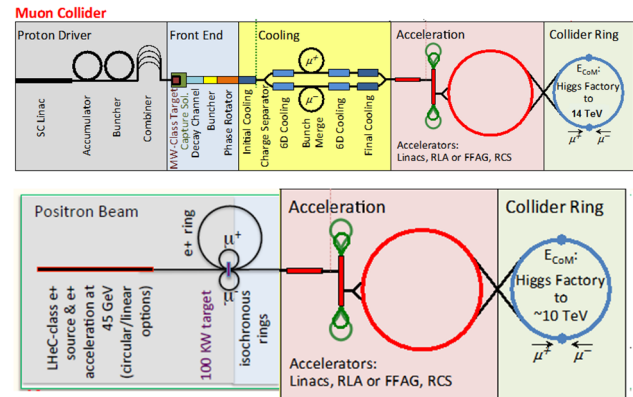 Muon Collider
Proton Driver
Front End
Cooling
Acceleration
Collider Ring
SC Linac
Accumulator
Buncher
Combiner
MW-Class Target
Capture Sol.
Decay Channel
Buncher
Phase Rotator
Initial Cooling
Charge Separator
6D Cooling
Bunch
Merge
6D Cooling
Final Cooling
μ+
μ−
Accelerators:
Linacs, RLA or FFAG, RCS
ECoM:
Higgs Factory
to
14 TeV
μ+ μ−
Positron Beam
LHeC-class e+
source & e+
acceleration at
45 GeV
(circular/linear
options)
e+ ring
μ+
μ−
100 KW target
isochronous
rings
Acceleration
Accelerators:
Linacs, RLA or FFAG, RCS
Collider Ring
ECoM:
Higgs Factory
to
~10 TeV
μ+ μ−